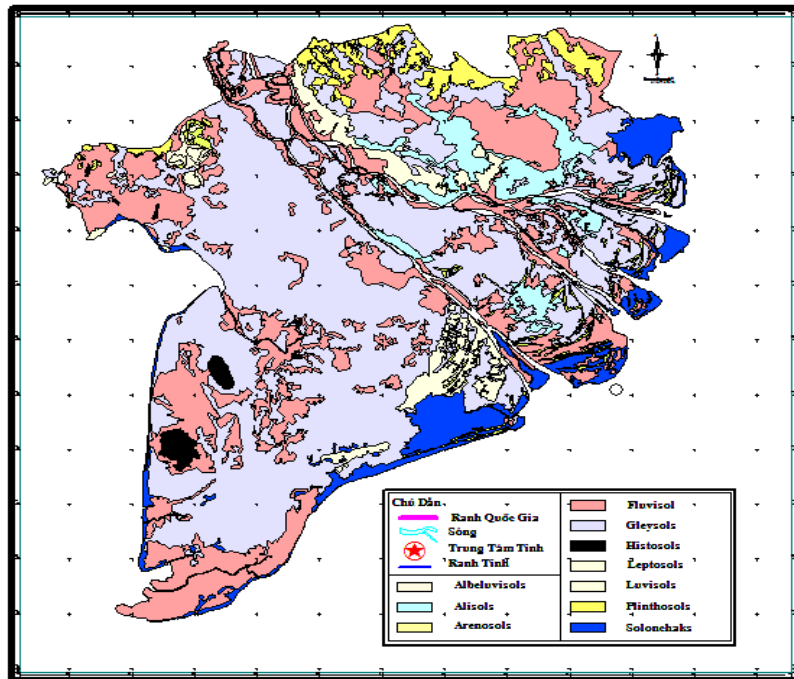 Chú Dẫn
Ranh Quốc Gia
Sông
Trung Tâm Tỉnh
Ranh Tỉnh
Albeluvisols
Alisols
Arenosols
Fluvisol
Gleysols
Histosols
Leptosols
Luvisols
Plinthosols
Solonchaks